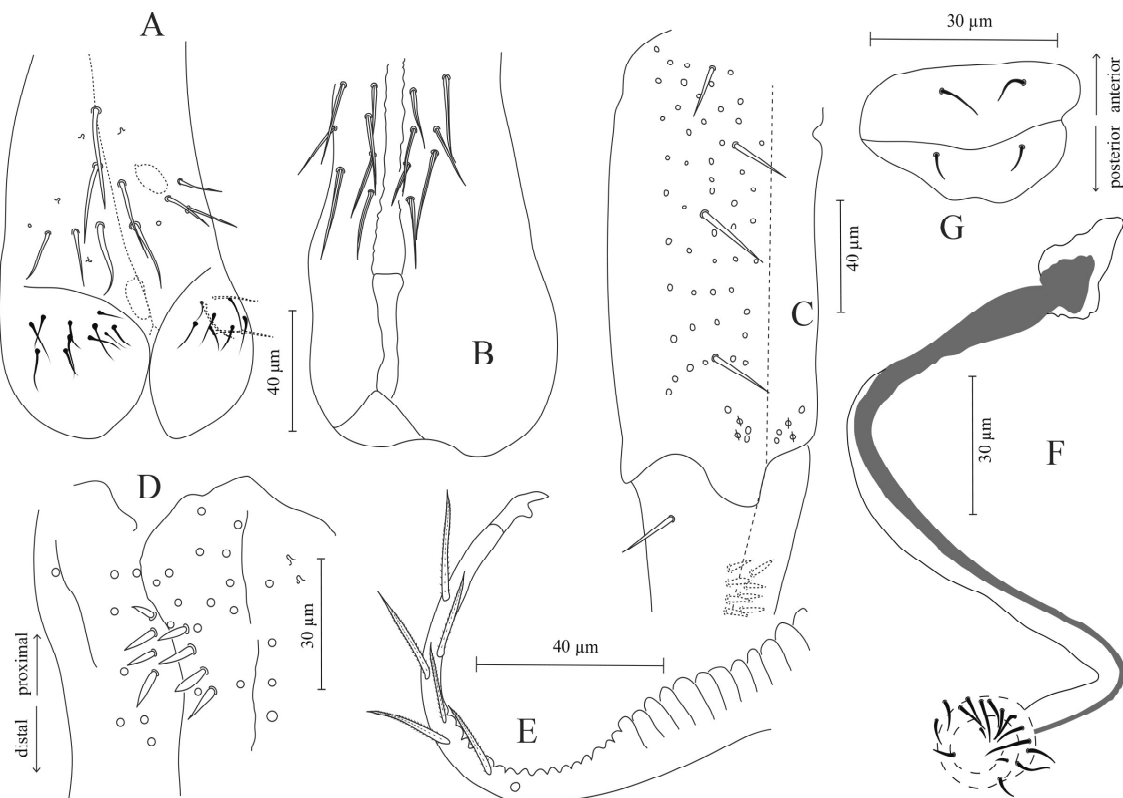 A
B
C
30 µm
anterior
posterior
G
40 µm
40 µm
D
proximal
distal
30 µm
E
40 µm
F
30 µm